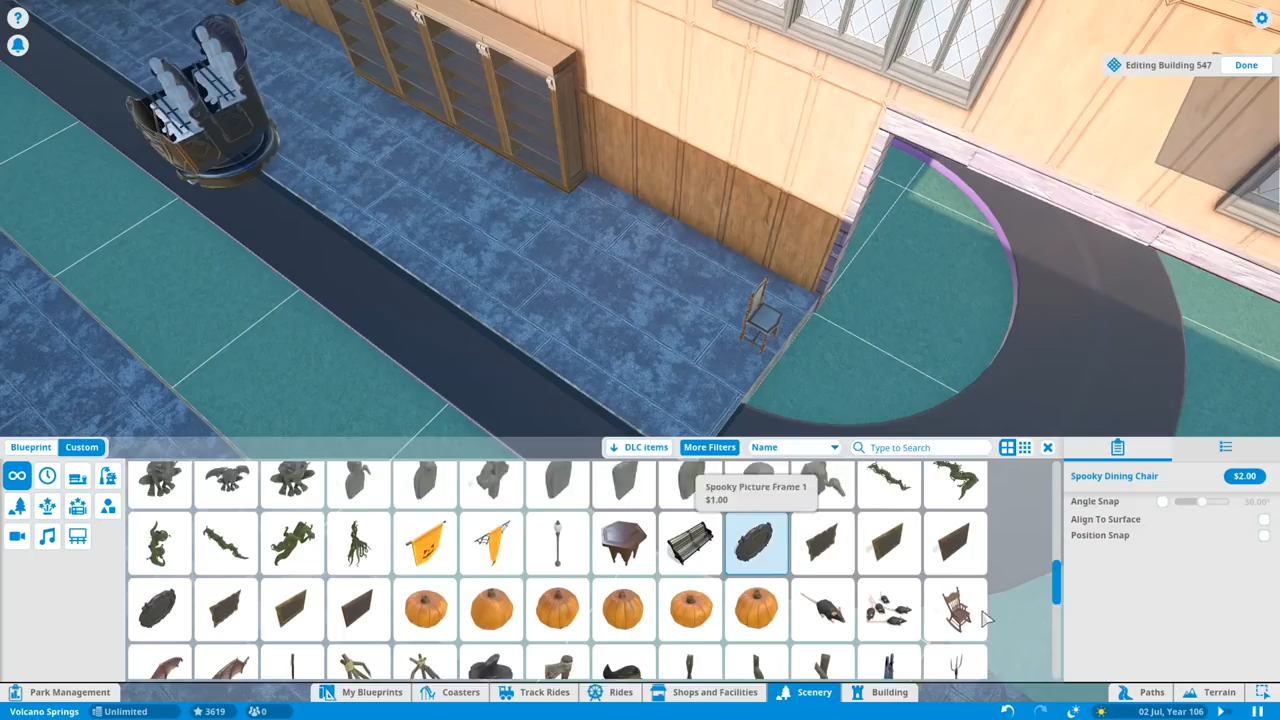 ?
Editing Building 547
Done
Blueprint
Custom
DLC items
More Filters
Name
Type to Search
Spooky Picture Frame 1
$1.00
Spooky Dining Chair
$2.00
Angle Snap
30.00°
Align To Surface
Position Snap
Park Management
My Blueprints
Coasters
Track Rides
Rides
Shops and Facilities
Scenery
Building
Paths
Terrain
Volcano Springs
Unlimited
3619
0
02 Jul, Year 106